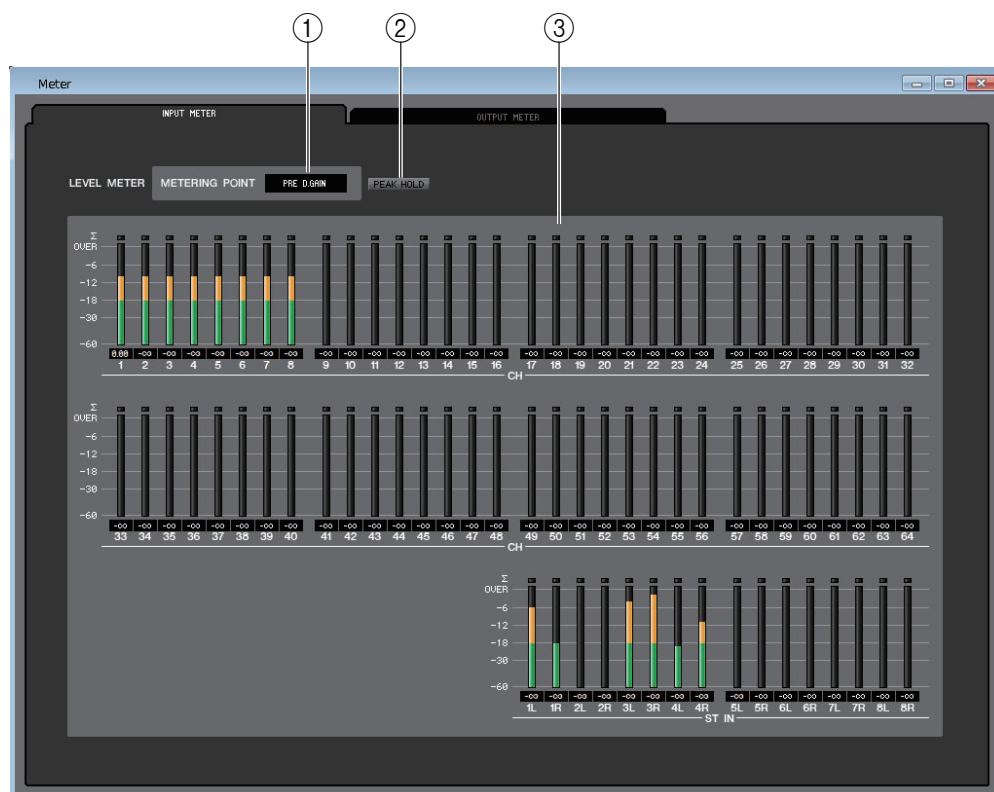 ① ② ③
Meter
INPUT METER OUTPUT METER
LEVEL METER METERING POINT PRE D.GAIN PEAK HOLD
Σ
OVER
-6
-12
-18
-30
-60
0.00 -∞ -∞ -∞ -∞ -∞ -∞ -∞ -∞ -∞ -∞ -∞ -∞ -∞ -∞ -∞ -∞ -∞ -∞ -∞ -∞ -∞ -∞ -∞ -∞ -∞ -∞ -∞ -∞ -∞ -∞ -∞
1 2 3 4 5 6 7 8 9 10 11 12 13 14 15 16 17 18 19 20 21 22 23 24 25 26 27 28 29 30 31 32
CH
Σ
OVER
-6
-12
-18
-30
-60
-∞ -∞ -∞ -∞ -∞ -∞ -∞ -∞ -∞ -∞ -∞ -∞ -∞ -∞ -∞ -∞ -∞ -∞ -∞ -∞ -∞ -∞ -∞ -∞ -∞ -∞ -∞ -∞ -∞ -∞ -∞ -∞
33 34 35 36 37 38 39 40 41 42 43 44 45 46 47 48 49 50 51 52 53 54 55 56 57 58 59 60 61 62 63 64
CH
Σ
OVER
-6
-12
-18
-30
-60
-∞ -∞ -∞ -∞ -∞ -∞ -∞ -∞ -∞ -∞ -∞ -∞ -∞ -∞ -∞ -∞
1L 1R 2L 2R 3L 3R 4L 4R 5L 5R 6L 6R 7L 7R 8L 8R
ST IN